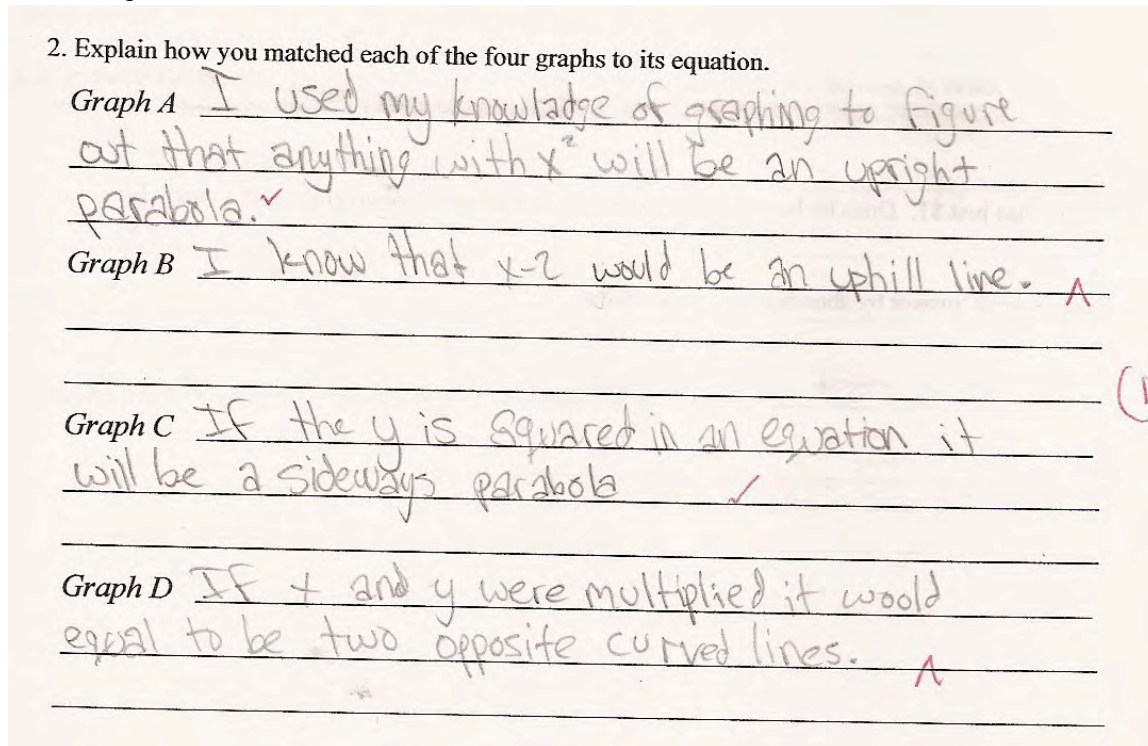 2. Explain how you matched each of the four graphs to its equation.
Graph A I used my knowladge of graphing to figure
out that anything with x² will be an upright
parabola. ✓
Graph B I know that x-2 would be an uphill line. ^
Graph C If the y is squared in an equation it
will be a sideways parabola ✓
Graph D If x and y were multiplied it woold
equal to be two opposite curved lines. ^